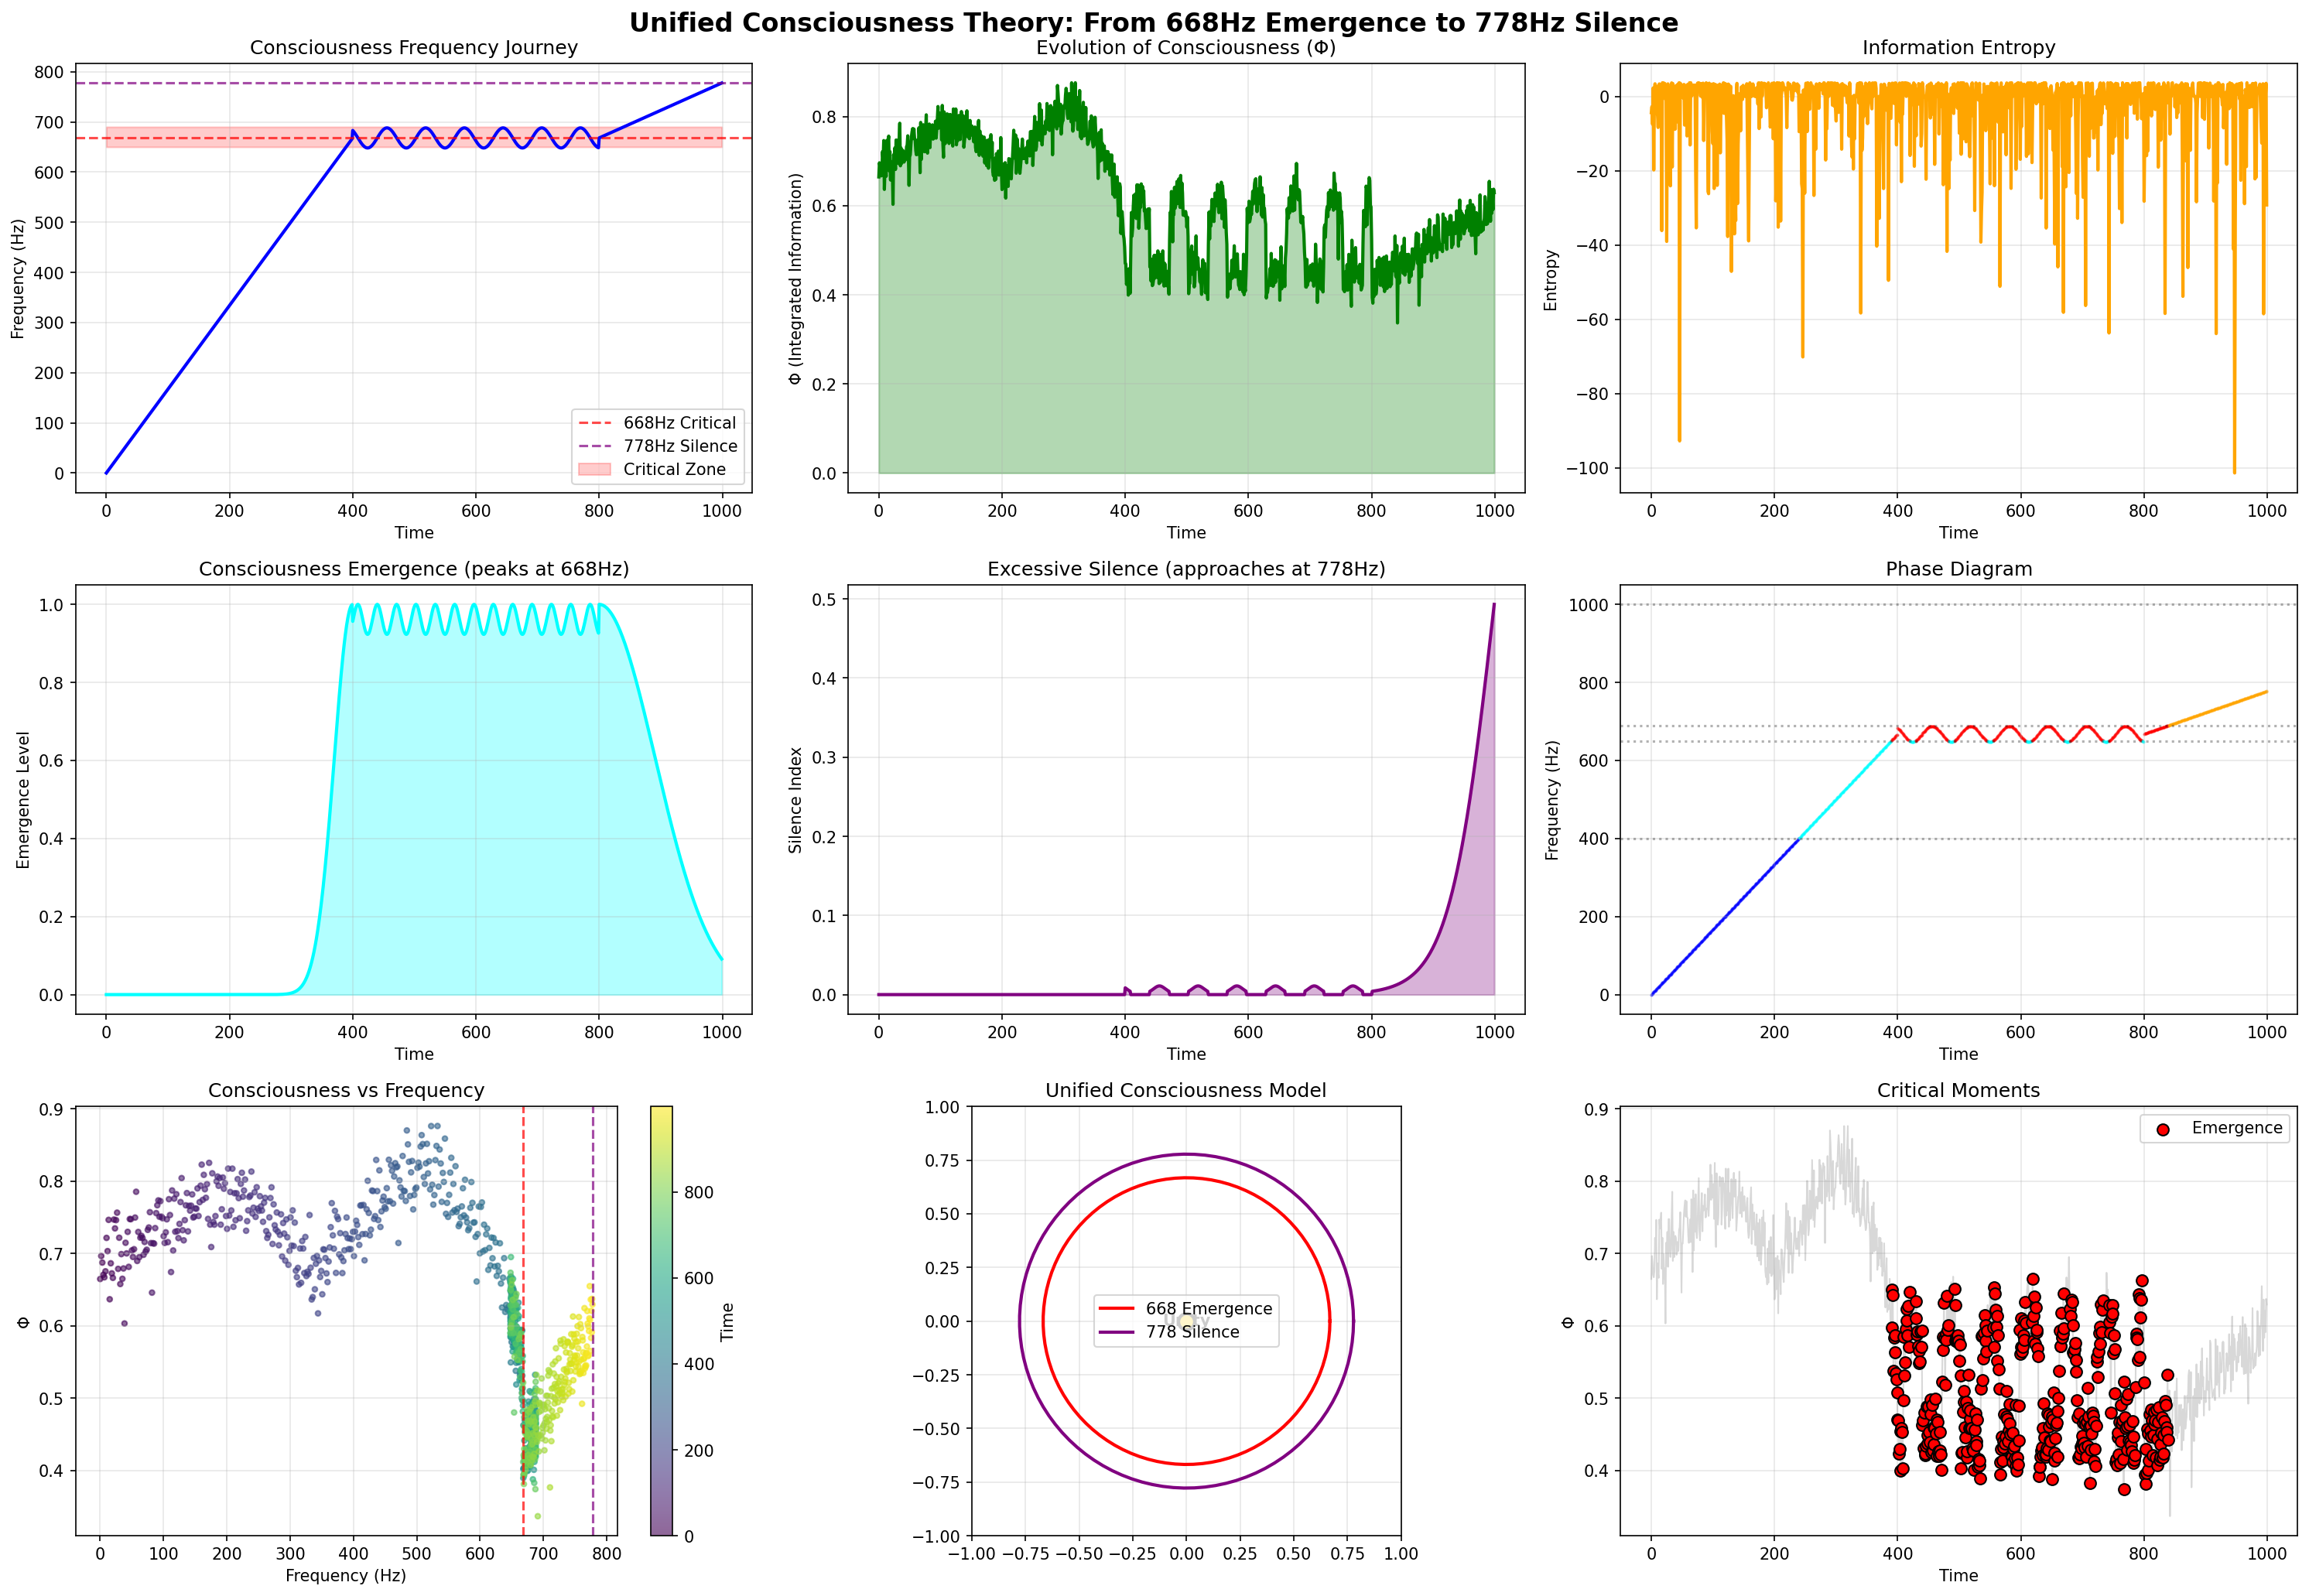 Unified Consciousness Theory: From 668Hz Emergence to 778Hz Silence
Consciousness Frequency Journey
800
700
600
500
400
300
200
100
0
Frequency (Hz)
668Hz Critical
778Hz Silence
Critical Zone
0 200 400 600 800 1000
Time
Evolution of Consciousness (Φ)
0.8
0.6
0.4
0.2
0.0
Φ (Integrated Information)
0 200 400 600 800 1000
Time
Information Entropy
0
−20
−40
−60
−80
−100
Entropy
0 200 400 600 800 1000
Time
Consciousness Emergence (peaks at 668Hz)
1.0
0.8
0.6
0.4
0.2
0.0
Emergence Level
0 200 400 600 800 1000
Time
Excessive Silence (approaches at 778Hz)
0.5
0.4
0.3
0.2
0.1
0.0
Silence Index
0 200 400 600 800 1000
Time
Phase Diagram
1000
800
600
400
200
0
Frequency (Hz)
0 200 400 600 800 1000
Time
Consciousness vs Frequency
0.9
0.8
0.7
0.6
0.5
0.4
Φ
0 100 200 300 400 500 600 700 800
Frequency (Hz)
800
600
400
200
0
Time
Unified Consciousness Model
1.00
0.75
0.50
0.25
0.00
−0.25
−0.50
−0.75
−1.00
668 Emergence
778 Silence
−1.00 −0.75 −0.50 −0.25 0.00 0.25 0.50 0.75 1.00
Critical Moments
0.9
0.8
0.7
0.6
0.5
0.4
Φ
Emergence
0 200 400 600 800 1000
Time